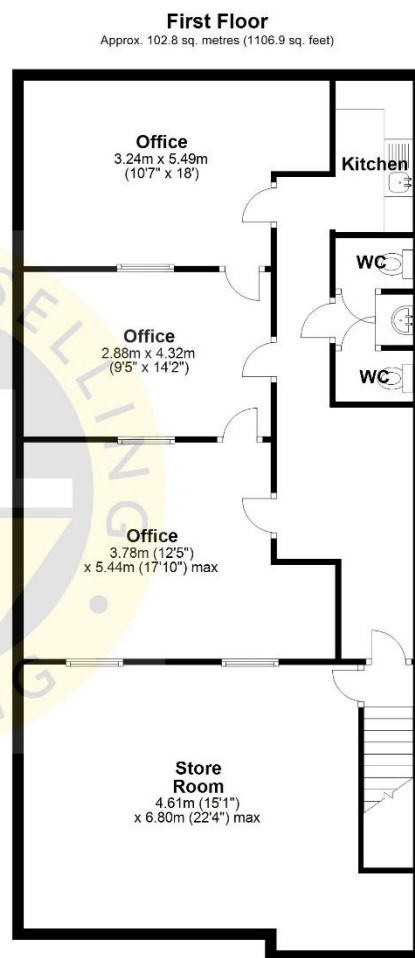 First Floor
Approx. 102.8 sq. metres (1106.9 sq. feet)
Office
3.24m x 5.49m
(10'7" x 18')
Kitchen
WC
Office
2.88m x 4.32m
(9'5" x 14'2")
WC
Office
3.78m (12'5")
x 5.44m (17'10") max
Store
Room
4.61m (15'1")
x 6.80m (22'4") max
SELLING